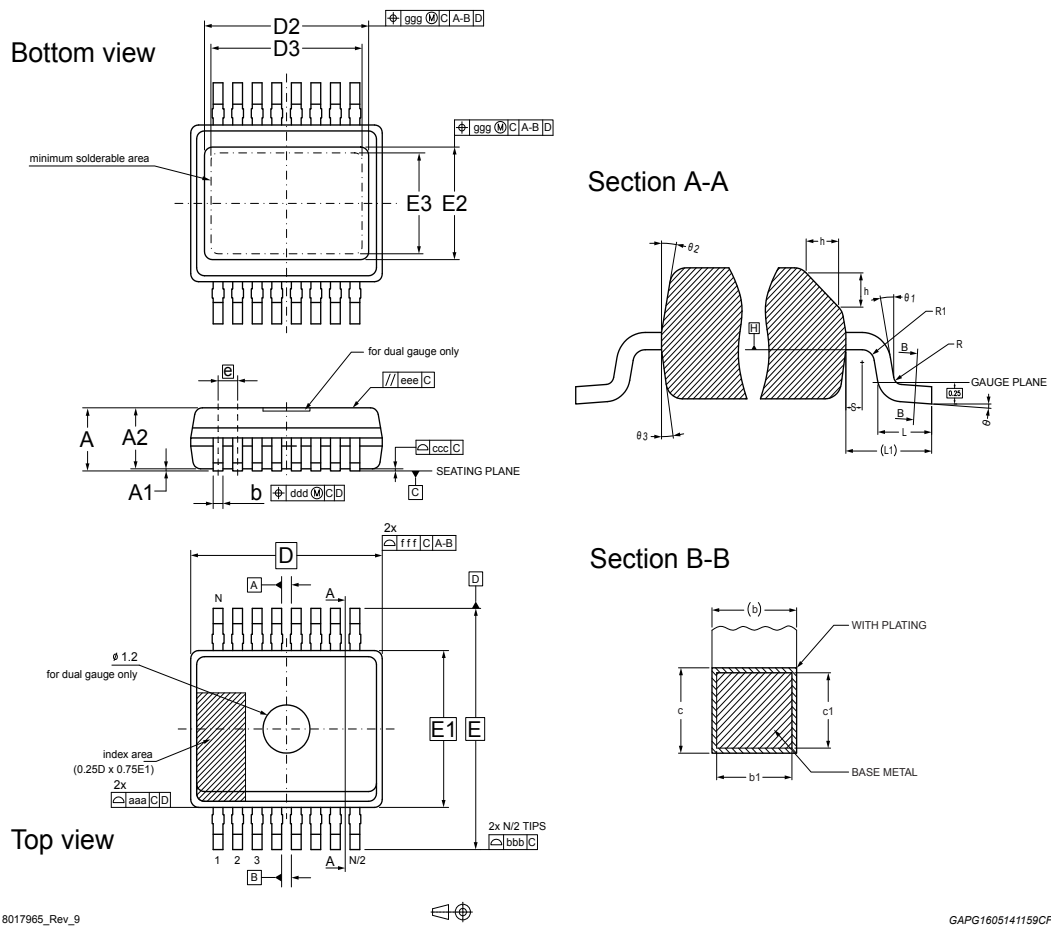 ⌖ ggg Ⓜ C A-B D
D2
D3
Bottom view
⌖ ggg Ⓜ C A-B D
minimum solderable area
E3 E2
Section A-A
h
θ2
h
θ1
R1
H
B
R
for dual gauge only
e
// eee C
GAUGE PLANE
0.25
S
B
θ
A
A2
θ3
L
⌓ ccc C
(L1)
SEATING PLANE
A1
b
⌖ ddd Ⓜ C D
C
2x
⌓ fff C A-B
D
Section B-B
A
A
D
N
(b)
WITH PLATING
ø 1.2
for dual gauge only
c
c1
E1 E
index area
(0.25D x 0.75E1)
BASE METAL
b1
2x
⌓ aaa C D
2x N/2 TIPS
⌓ bbb C
Top view
1 2 3
A
N/2
B
8017965_Rev_9
GAPG1605141159CF